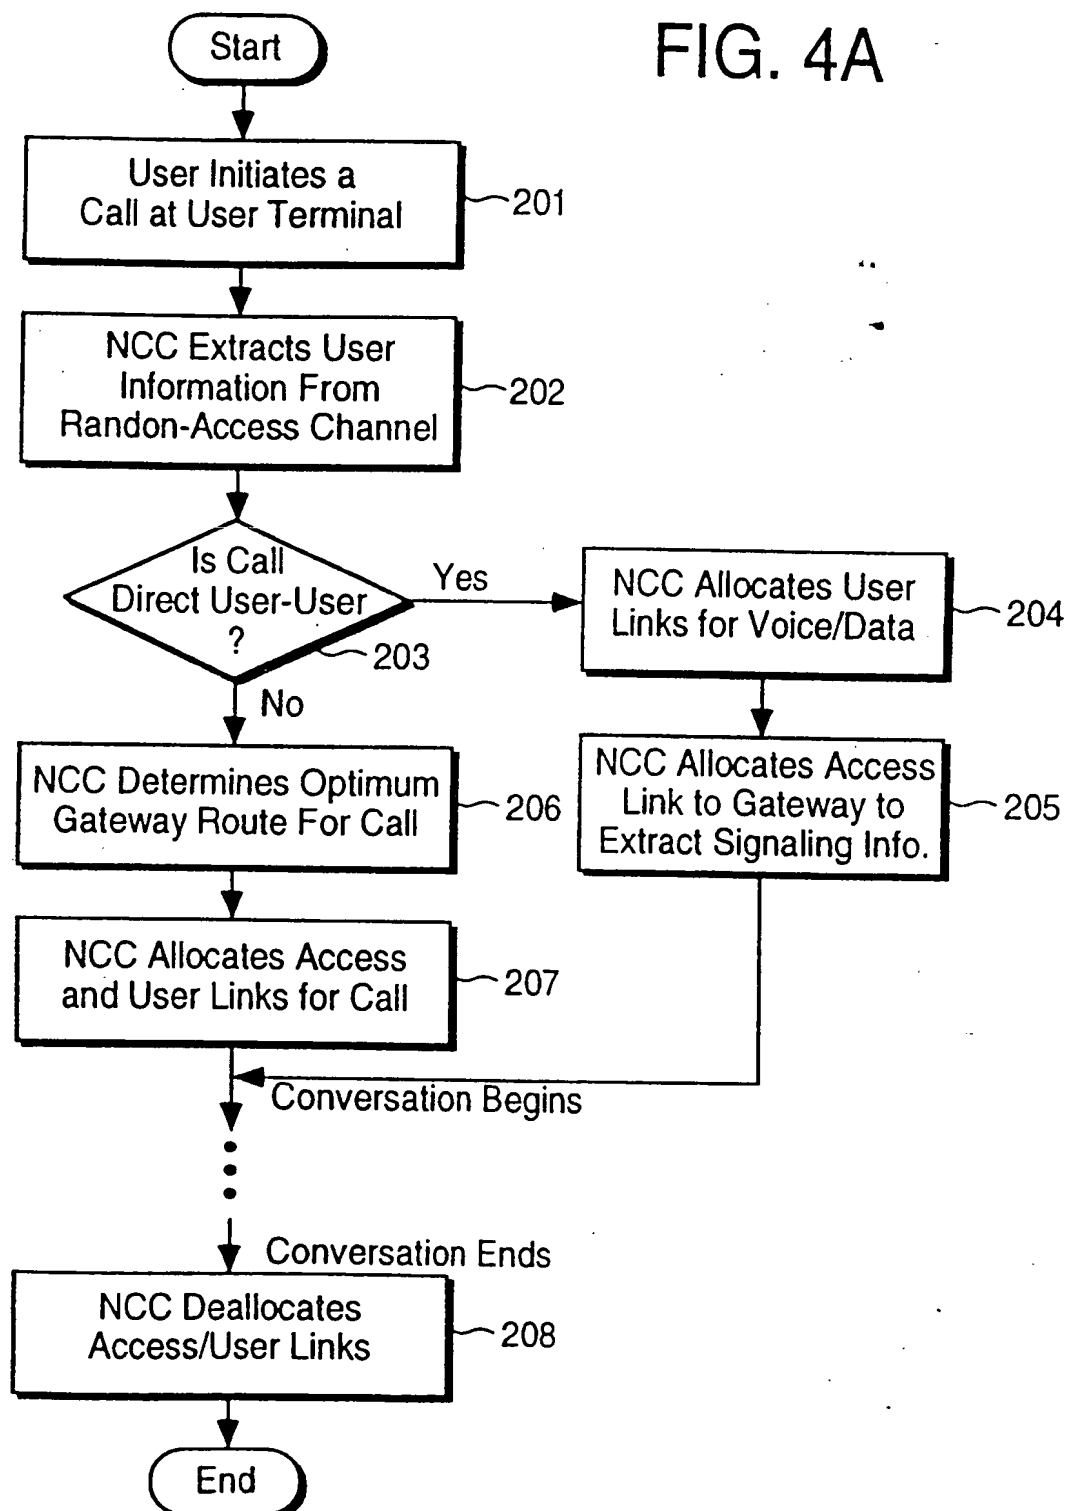 FIG. 4A
Start
User Initiates a
Call at User Terminal
201
NCC Extracts User
Information From
Randon-Access Channel
202
Is Call
Direct User-User
?
203
Yes
No
NCC Allocates User
Links for Voice/Data
204
NCC Allocates Access
Link to Gateway to
Extract Signaling Info.
205
NCC Determines Optimum
Gateway Route For Call
206
NCC Allocates Access
and User Links for Call
207
Conversation Begins
Conversation Ends
NCC Deallocates
Access/User Links
208
End